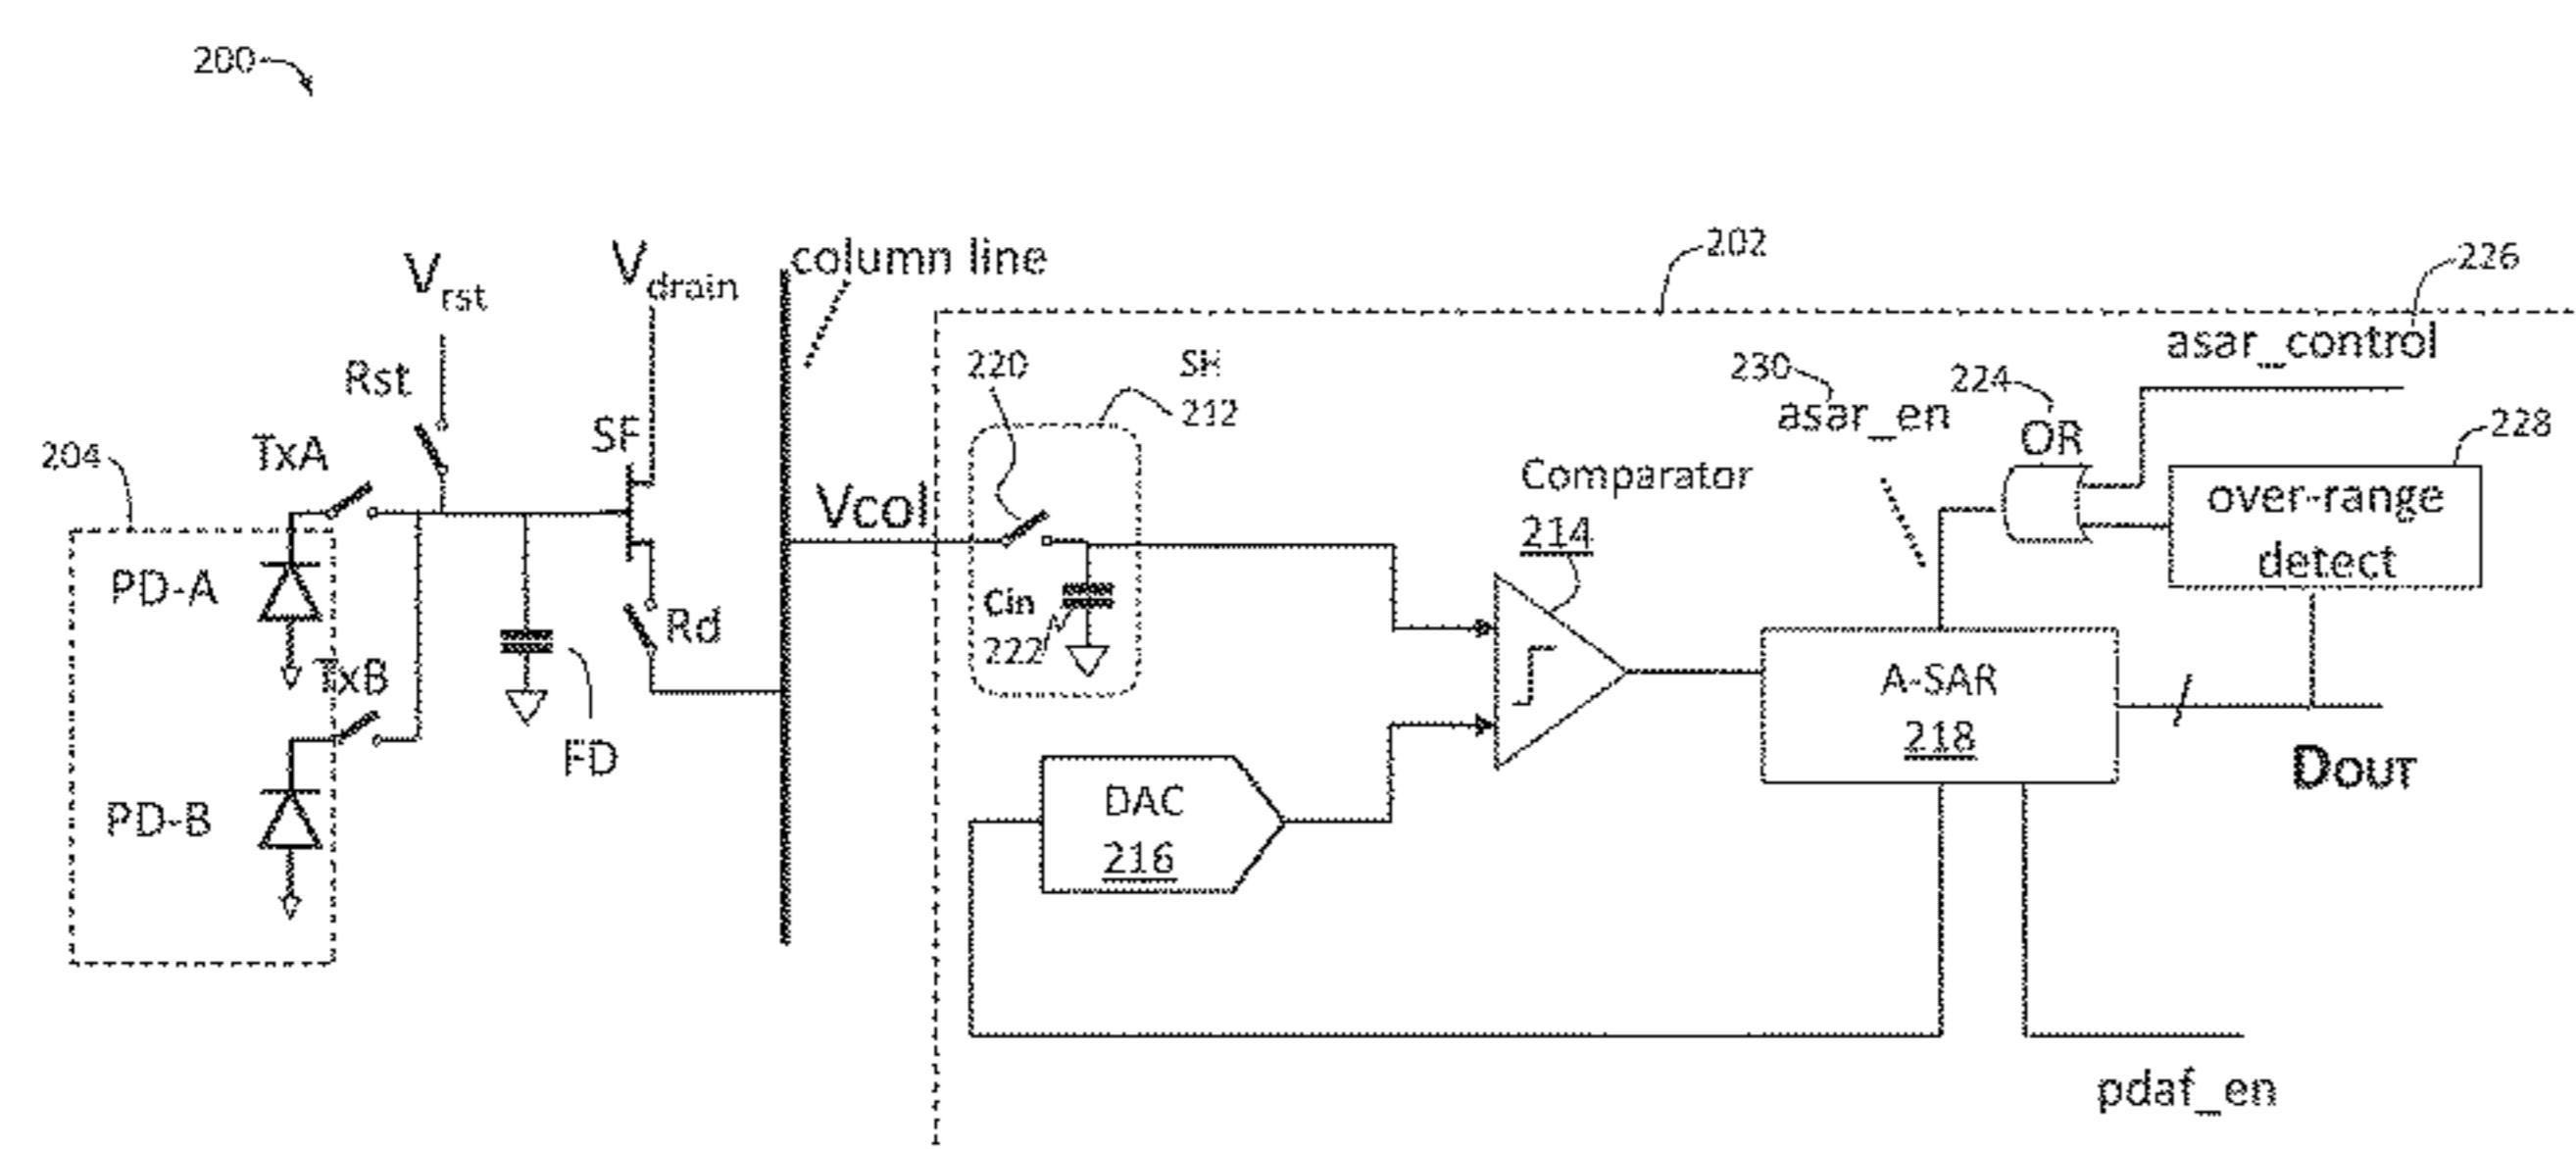 200
202
226
column line
Vrst
Vdrain
asar_control
220
SH
212
230
224
asar_en
Rst
OR
228
SF
204
TxA
Comparator
214
over-range
detect
Vcol
PD-A
Cin
222
Rd
TxB
A-SAR
218
FD
DOUT
DAC
216
PD-B
pdaf_en